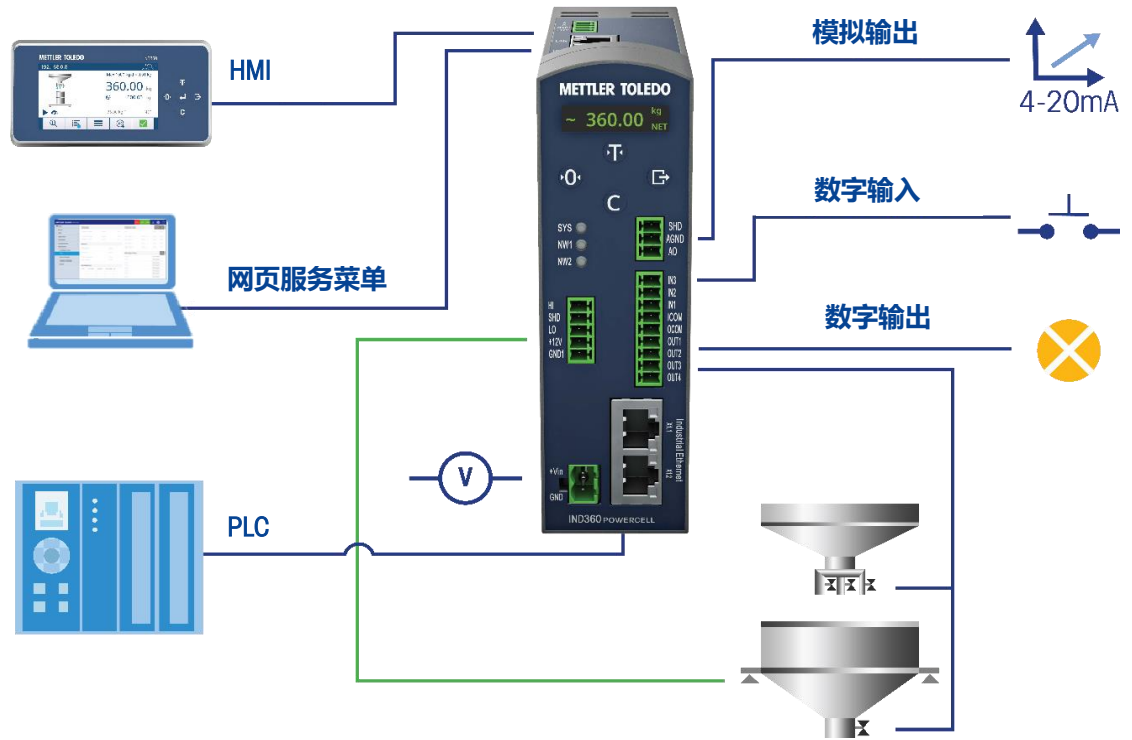 METTLER TOLEDO
360.00
HMI
网页服务菜单
PLC
V
METTLER TOLEDO
~ 360.00 kg
NET
T
0
C
SYS
NW1
NW2
SHD
AGND
AO
IN3
IN2
IN1
ICOM
OCOM
OUT1
OUT2
OUT3
OUT4
HI
SHD
LO
+12V
GND1
+Vin
GND
Industrial Ethernet
X1.1
X1.2
IND360 POWERCELL
模拟输出
4-20mA
数字输入
数字输出